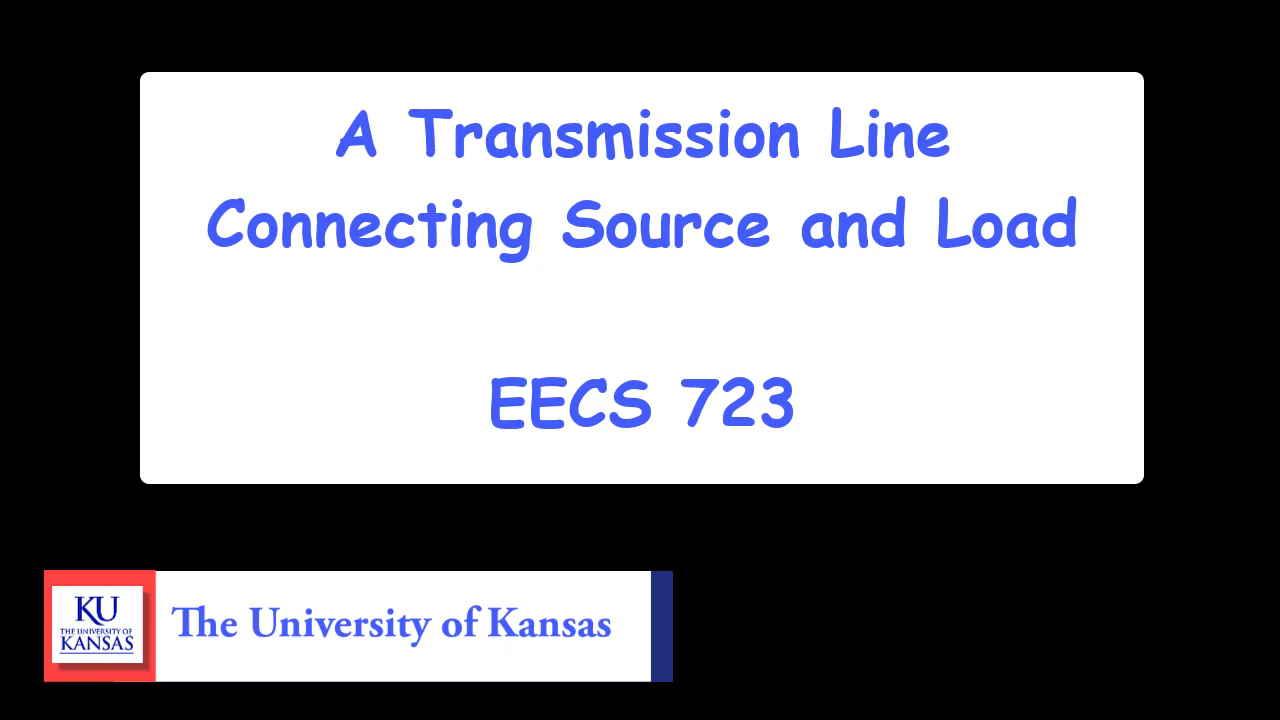 A Transmission Line
Connecting Source and Load
EECS 723
KU
THE UNIVERSITY OF
KANSAS
The University of Kansas